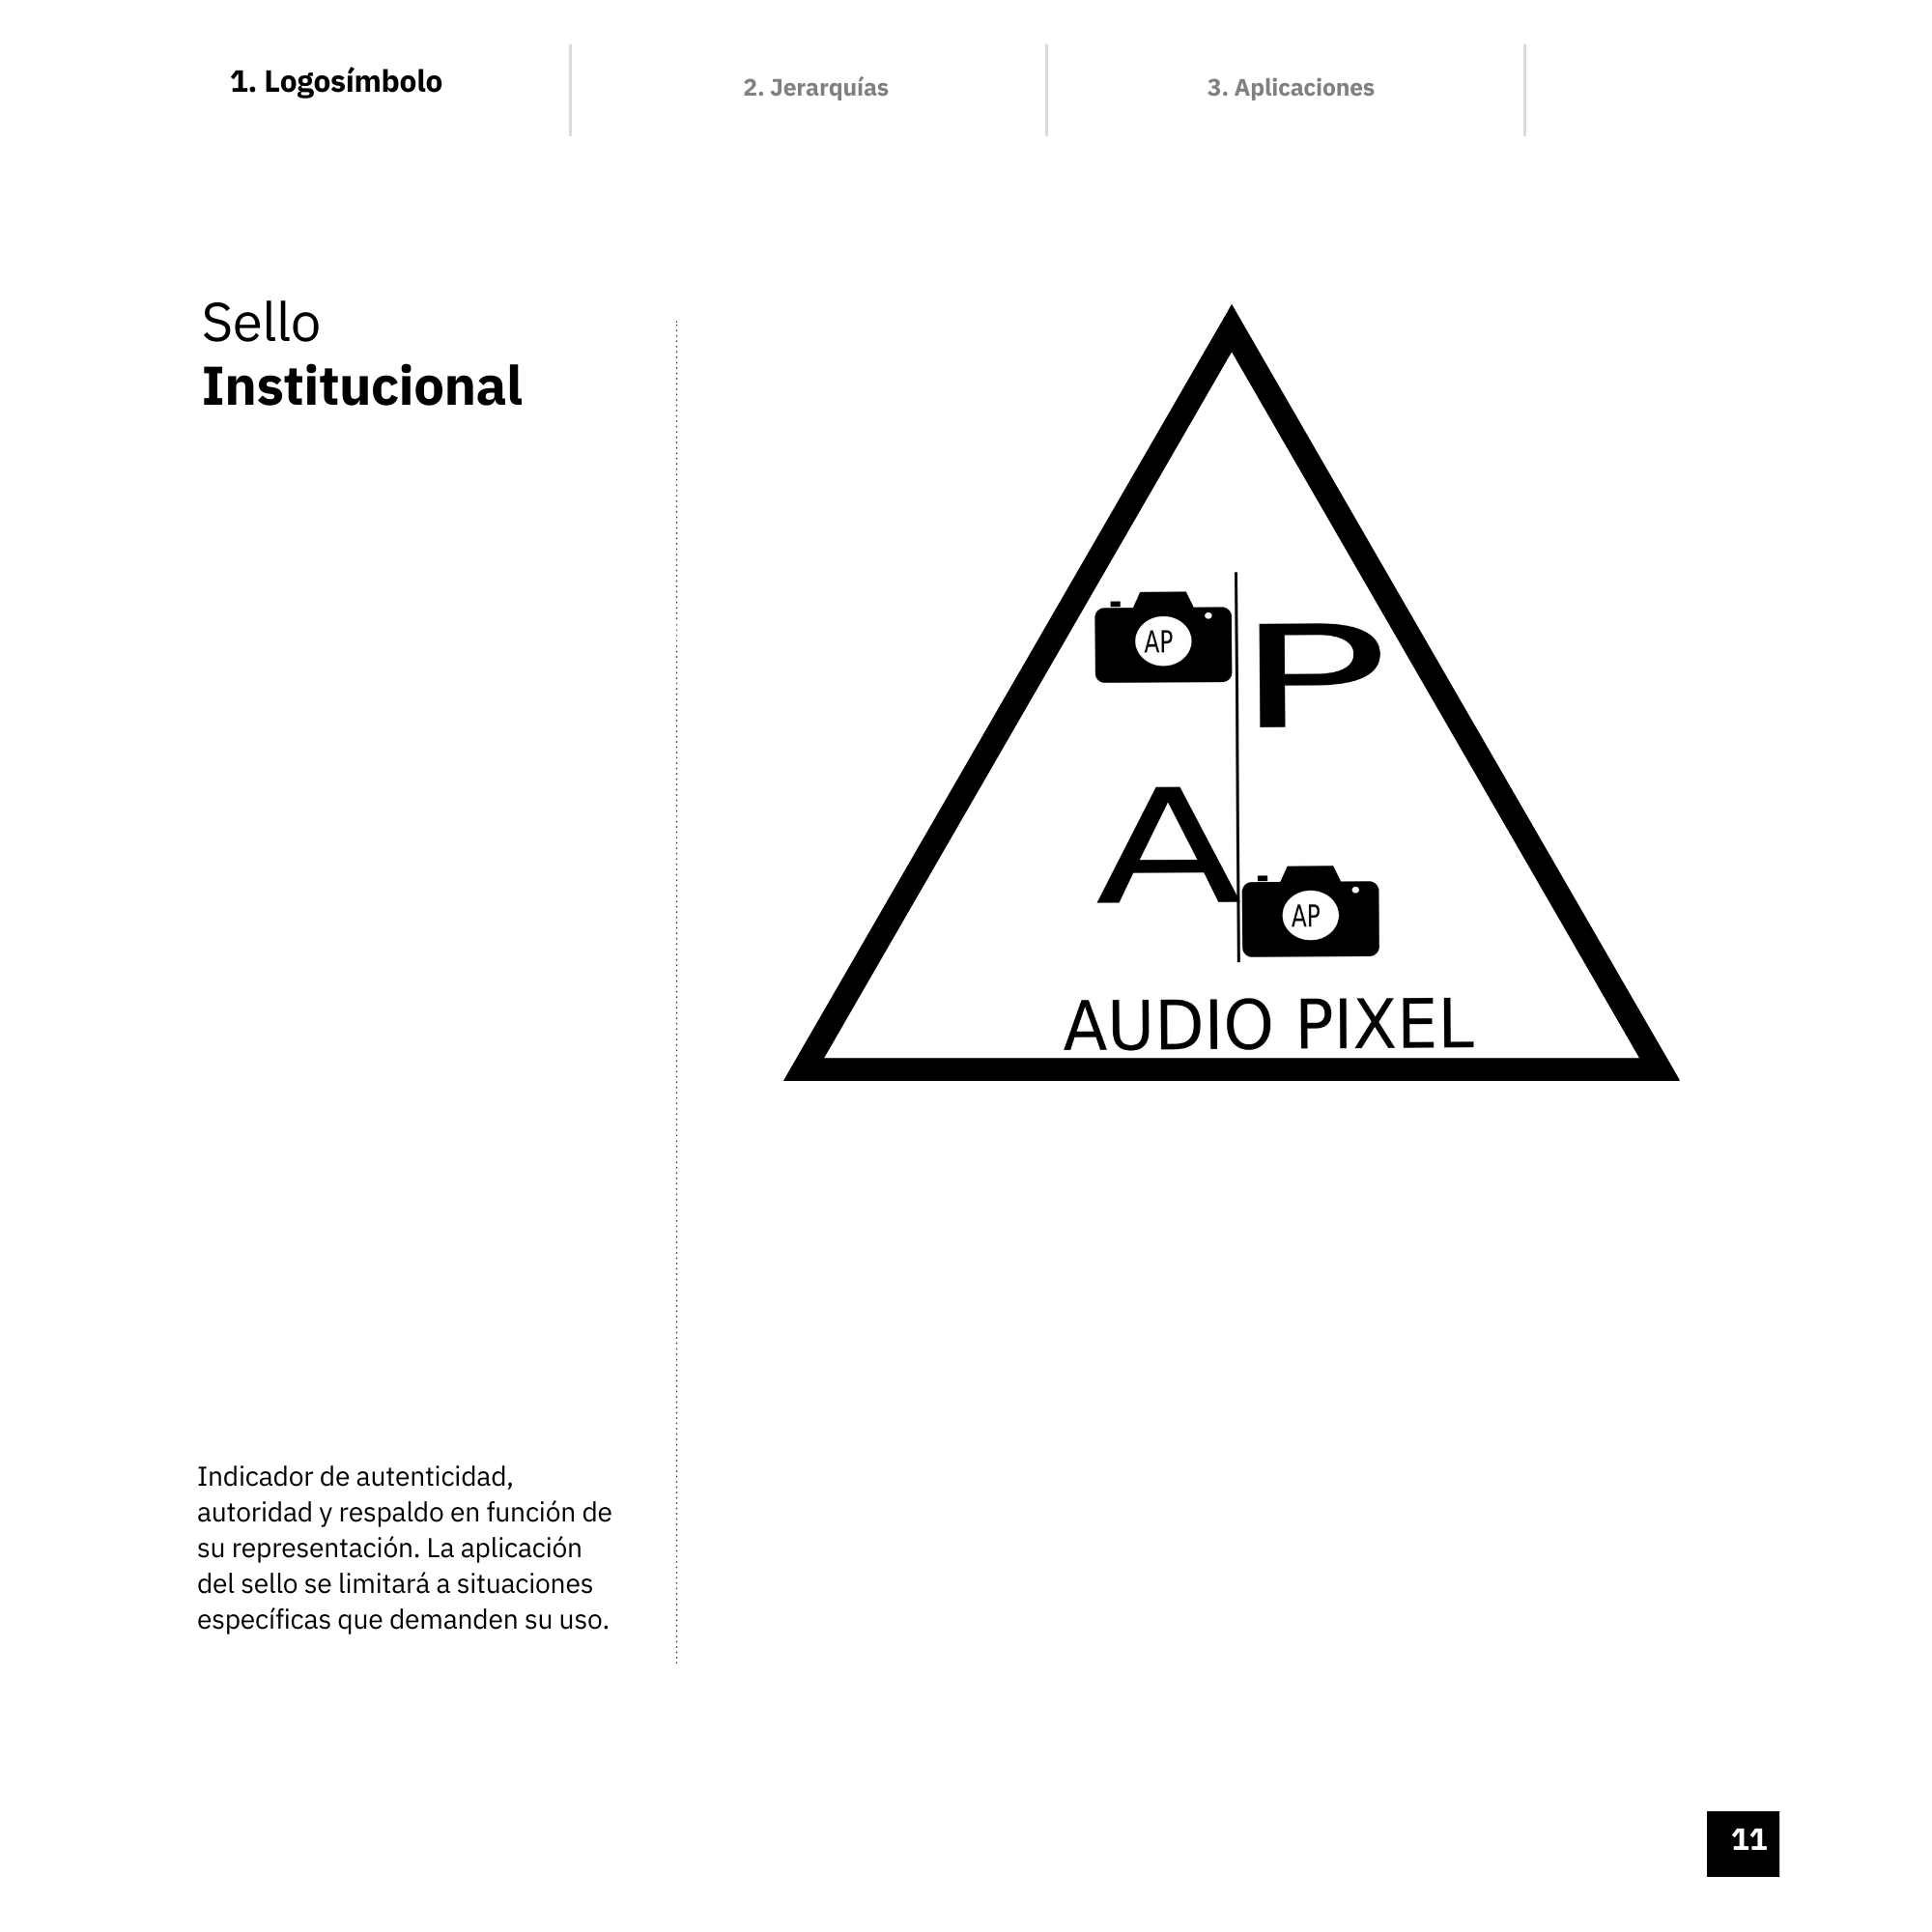 1. Logosímbolo
2. Jerarquías
3. Aplicaciones
Sello
Institucional
AP
P
A
AP
AUDIO PIXEL
Indicador de autenticidad,
autoridad y respaldo en función de
su representación. La aplicación
del sello se limitará a situaciones
específicas que demanden su uso.
11